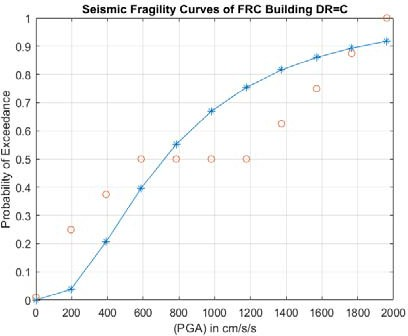 Seismic Fragility Curves of FRC Building DR=C
1
0.9
0.8
0.7
0.6
0.5
0.4
0.3
0.2
0.1
0
Probability of Exceedance
0 200 400 600 800 1000 1200 1400 1600 1800 2000
(PGA) in cm/s/s